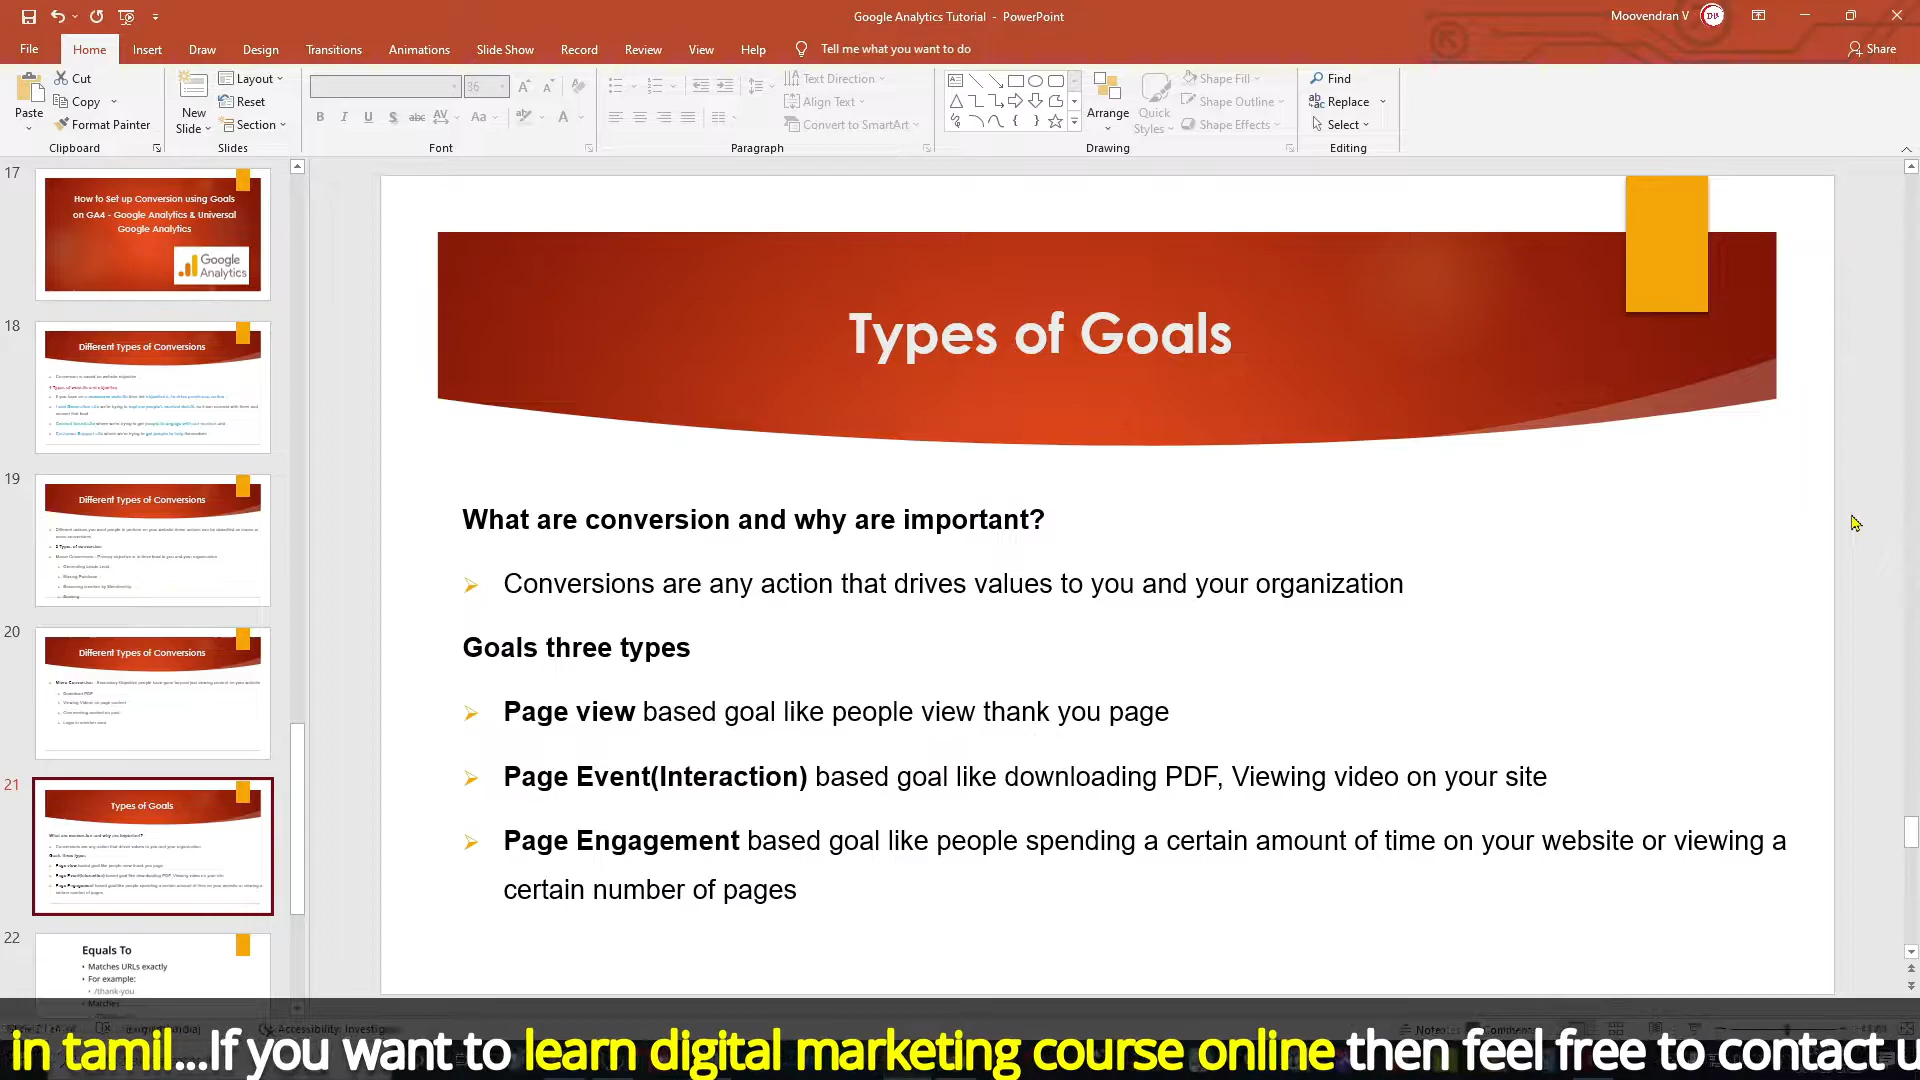 Google Analytics Tutorial - PowerPoint
Moovendran V
File Home Insert Draw Design Transitions Animations Slide Show Record Review View Help Tell me what you want to do
Share
Paste
Cut
Copy
Format Painter
Clipboard
New Slide
Layout
Reset
Section
Slides
36
Font
Text Direction
Align Text
Convert to SmartArt
Paragraph
Arrange
Quick Styles
Shape Fill
Shape Outline
Shape Effects
Drawing
Find
Replace
Select
Editing
17
How to Set up Conversion using Goals
on GA4 - Google Analytics & Universal
Google Analytics
Google
Analytics
18
Different Types of Conversions
19
Different Types of Conversions
20
Different Types of Conversions
21
Types of Goals
22
Equals To
• Matches URLs exactly
• For example:
• /thank-you
• Matches
Types of Goals
What are conversion and why are important?
Conversions are any action that drives values to you and your organization
Goals three types
Page view based goal like people view thank you page
Page Event(Interaction) based goal like downloading PDF, Viewing video on your site
Page Engagement based goal like people spending a certain amount of time on your website or viewing a
certain number of pages
in tamil...If you want to learn digital marketing course online then feel free to contact u